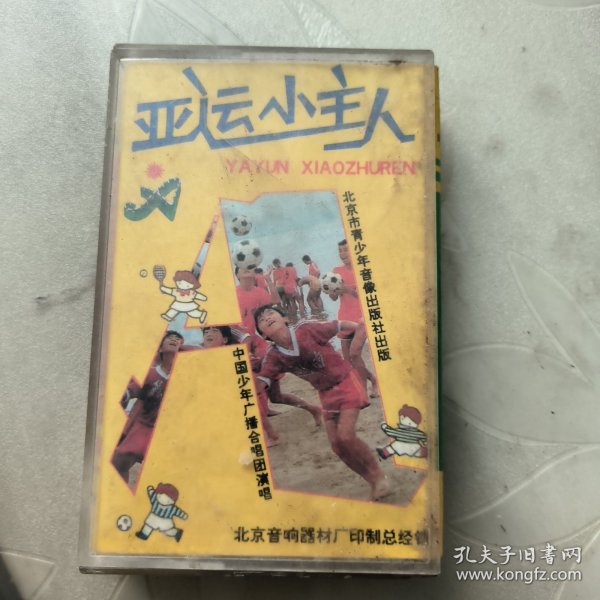 亚运小主人
YAYUN XIAOZHUREN
北京市青少年音像出版社出版
中国少年广播合唱团演唱
北京音响器材厂印制总经销
孔夫子旧书网
www.kongfz.com